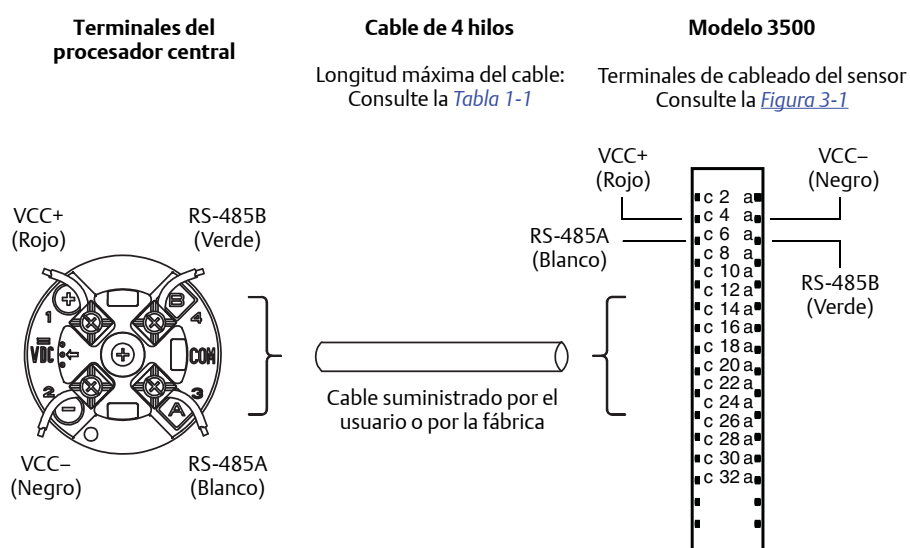 Terminales del
procesador central
Cable de 4 hilos
Longitud máxima del cable:
Consulte la Tabla 1-1
Modelo 3500
Terminales de cableado del sensor
Consulte la Figura 3-1
VCC+
(Rojo)
VCC–
(Negro)
RS-485A
(Blanco)
RS-485B
(Verde)
c 2 a
c 4 a
c 6 a
c 8 a
c 10 a
c 12 a
c 14 a
c 16 a
c 18 a
c 20 a
c 22 a
c 24 a
c 26 a
c 28 a
c 30 a
c 32 a
VCC+
(Rojo)
RS-485B
(Verde)
+
B
1
4
VDC
COM
2
3
–
A
VCC–
(Negro)
RS-485A
(Blanco)
Cable suministrado por el
usuario o por la fábrica